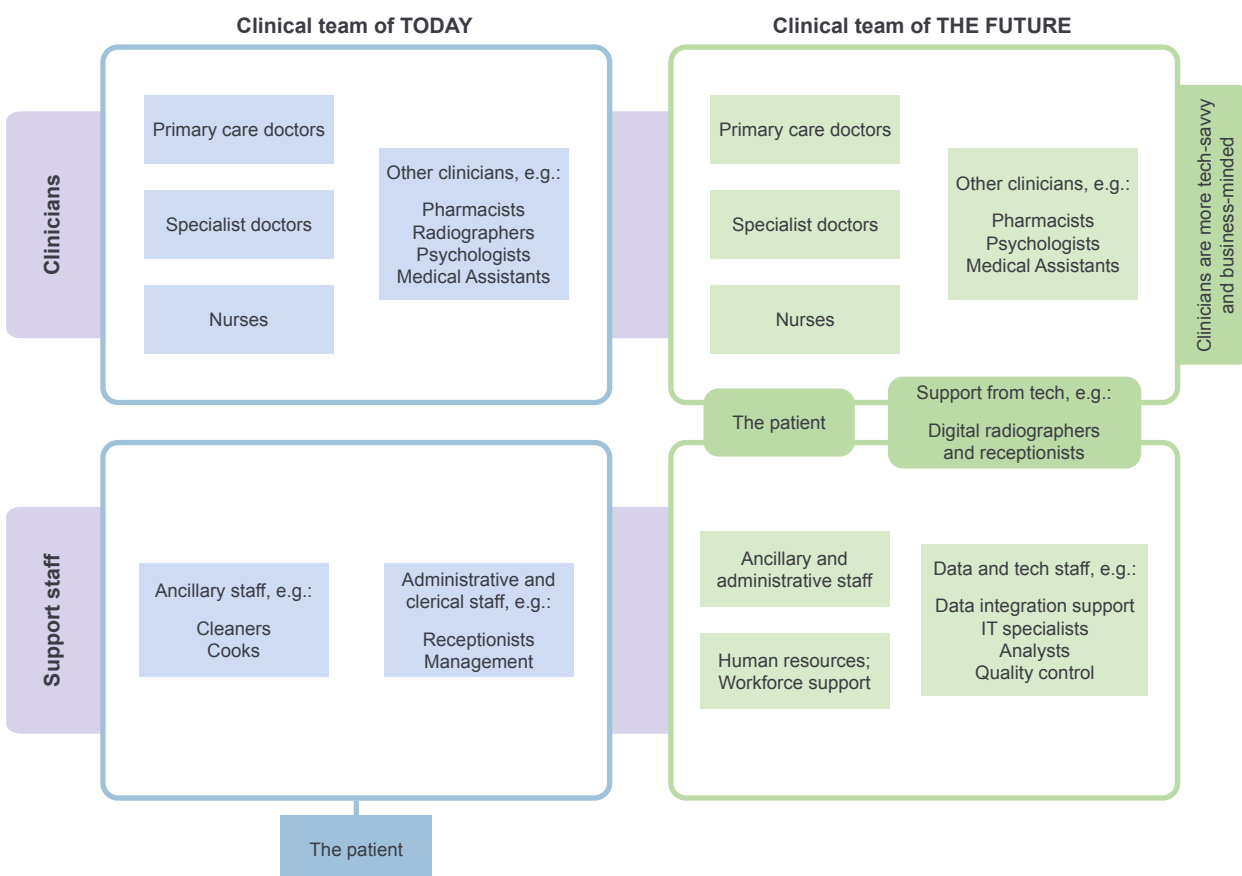 Clinical team of TODAY
Clinical team of THE FUTURE
Clinicians
Primary care doctors
Specialist doctors
Nurses
Other clinicians, e.g.:
Pharmacists
Radiographers
Psychologists
Medical Assistants
Primary care doctors
Specialist doctors
Nurses
Other clinicians, e.g.:
Pharmacists
Psychologists
Medical Assistants
Clinicians are more tech-savvy
and business-minded
The patient
Support from tech, e.g.:
Digital radiographers
and receptionists
Support staff
Ancillary staff, e.g.:
Cleaners
Cooks
Administrative and
clerical staff, e.g.:
Receptionists
Management
Ancillary and
administrative staff
Human resources;
Workforce support
Data and tech staff, e.g.:
Data integration support
IT specialists
Analysts
Quality control
The patient